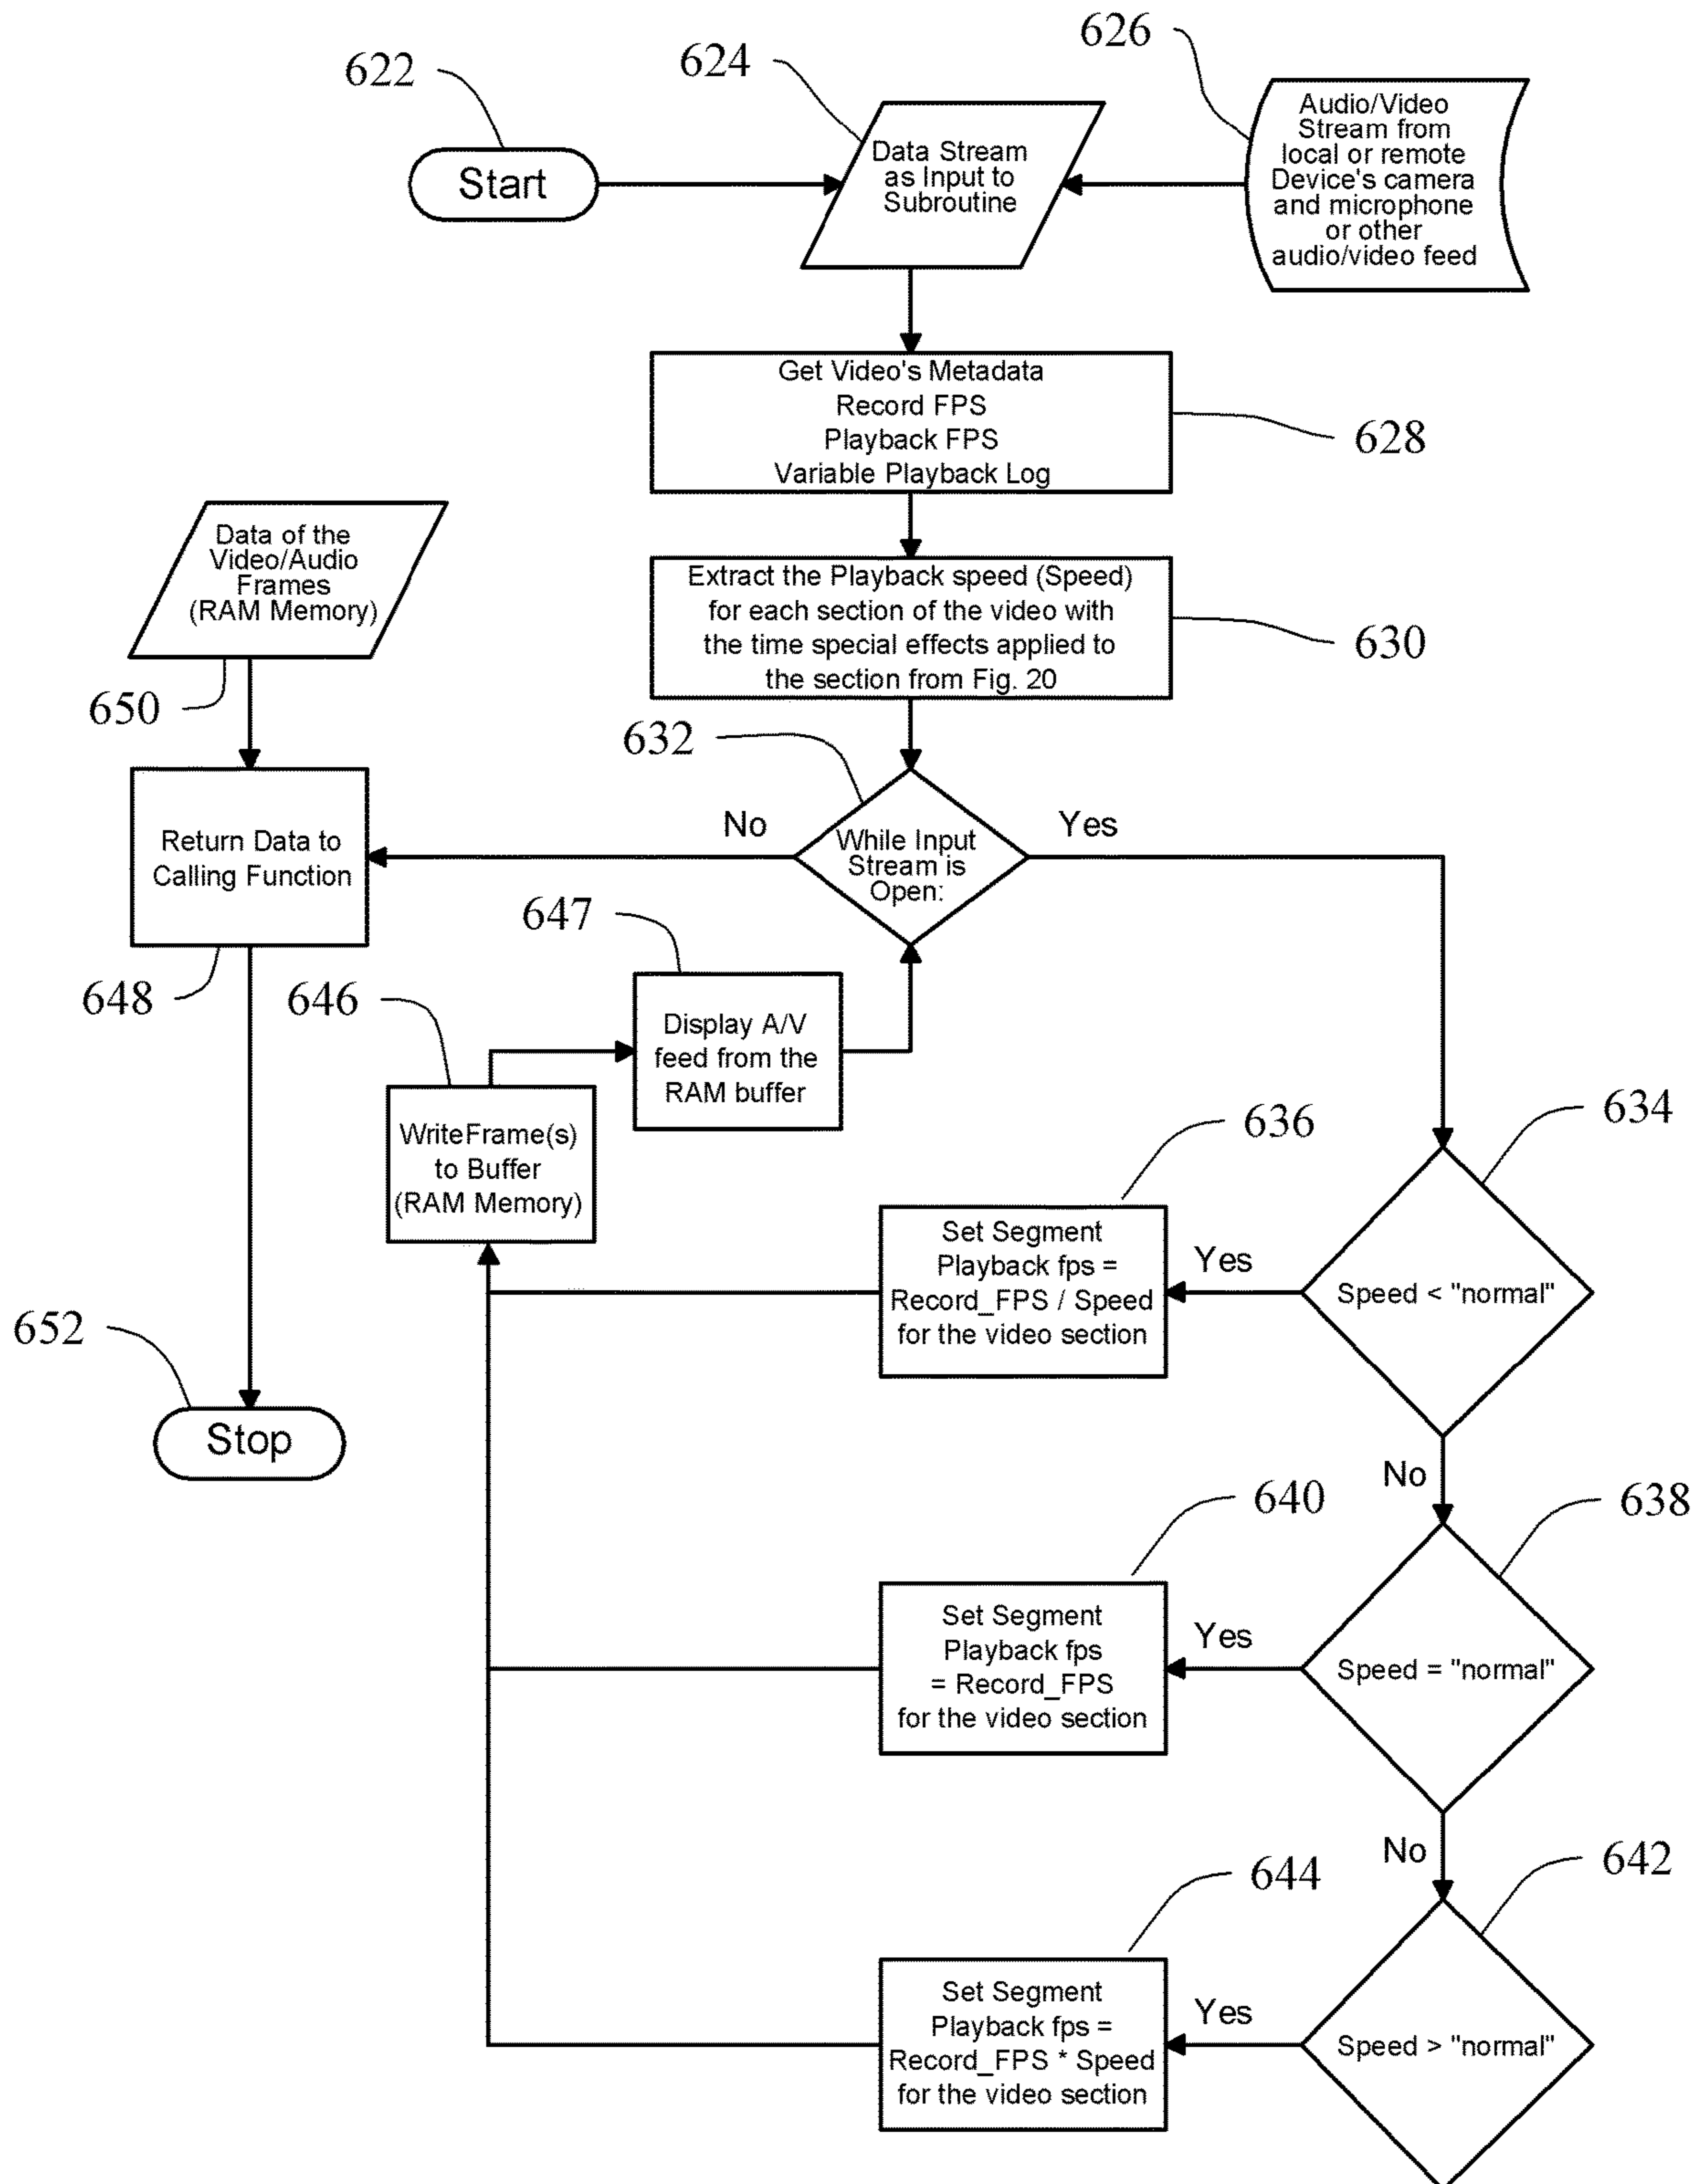 622
624
626
Start
Data Stream
as Input to
Subroutine
Audio/Video
Stream from
local or remote
Device's camera
and microphone
or other
audio/video feed
Get Video's Metadata
Record FPS
Playback FPS
Variable Playback Log
628
Data of the
Video/Audio
Frames
(RAM Memory)
650
Extract the Playback speed (Speed)
for each section of the video with
the time special effects applied to
the section from Fig. 20
630
632
No
Yes
While Input
Stream is
Open:
Return Data to
Calling Function
648
647
646
Display A/V
feed from the
RAM buffer
WriteFrame(s)
to Buffer
(RAM Memory)
634
636
Set Segment
Playback fps =
Record_FPS / Speed
for the video section
Yes
Speed < "normal"
652
Stop
No
638
640
Set Segment
Playback fps
= Record_FPS
for the video section
Yes
Speed = "normal"
No
642
644
Set Segment
Playback fps =
Record_FPS * Speed
for the video section
Yes
Speed > "normal"